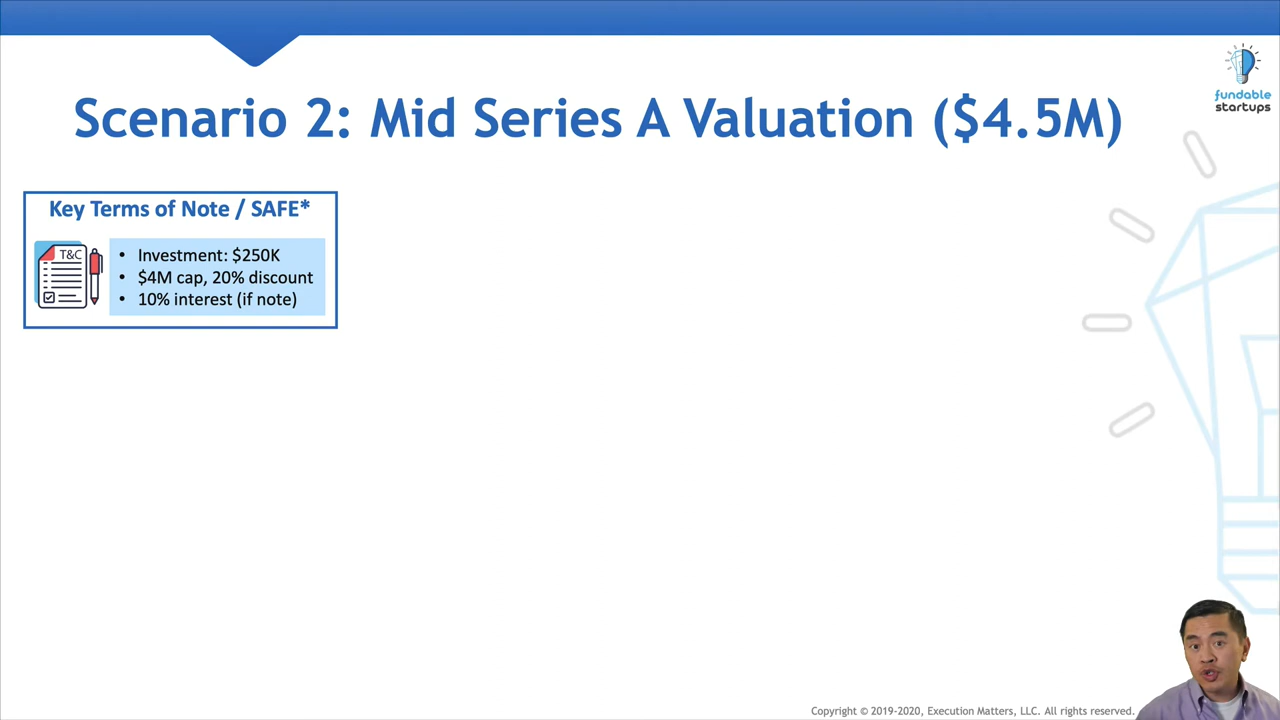 fundable
startups
Scenario 2: Mid Series A Valuation ($4.5M)
Key Terms of Note / SAFE*
T&C
• Investment: $250K
• $4M cap, 20% discount
• 10% interest (if note)
Copyright © 2019-2020, Execution Matters, LLC. All rights reserved.